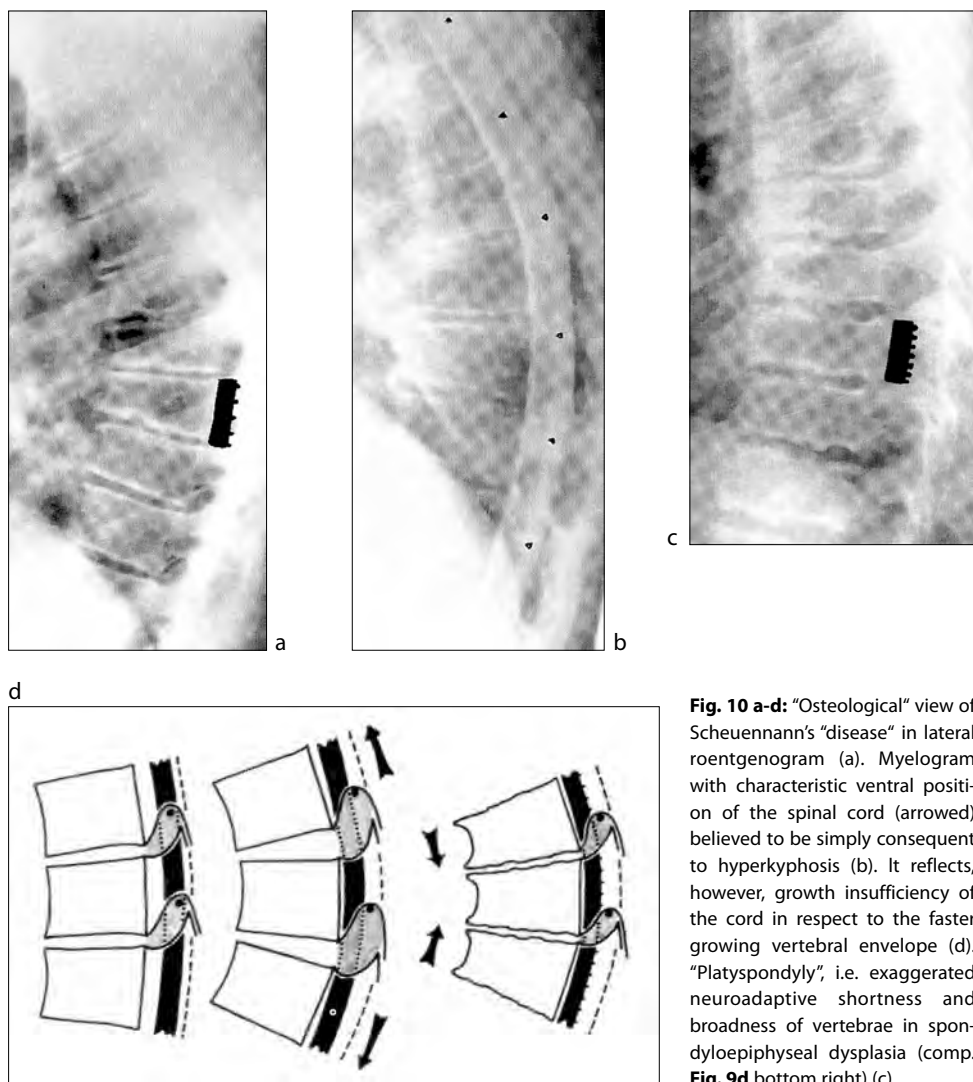 a
b
c
d
Fig. 10 a-d: “Osteological“ view of
Scheuennann’s “disease“ in lateral
roentgenogram (a). Myelogram
with characteristic ventral positi-
on of the spinal cord (arrowed)
believed to be simply consequent
to hyperkyphosis (b). lt reflects,
however, growth insufficiency of
the cord in respect to the faster
growing vertebral envelope (d).
“Platyspondyly”, i.e. exaggerated
neuroadaptive shortness and
broadness of vertebrae in spon-
dyloepiphyseal dysplasia (comp.
Fig. 9d bottom right) (c)